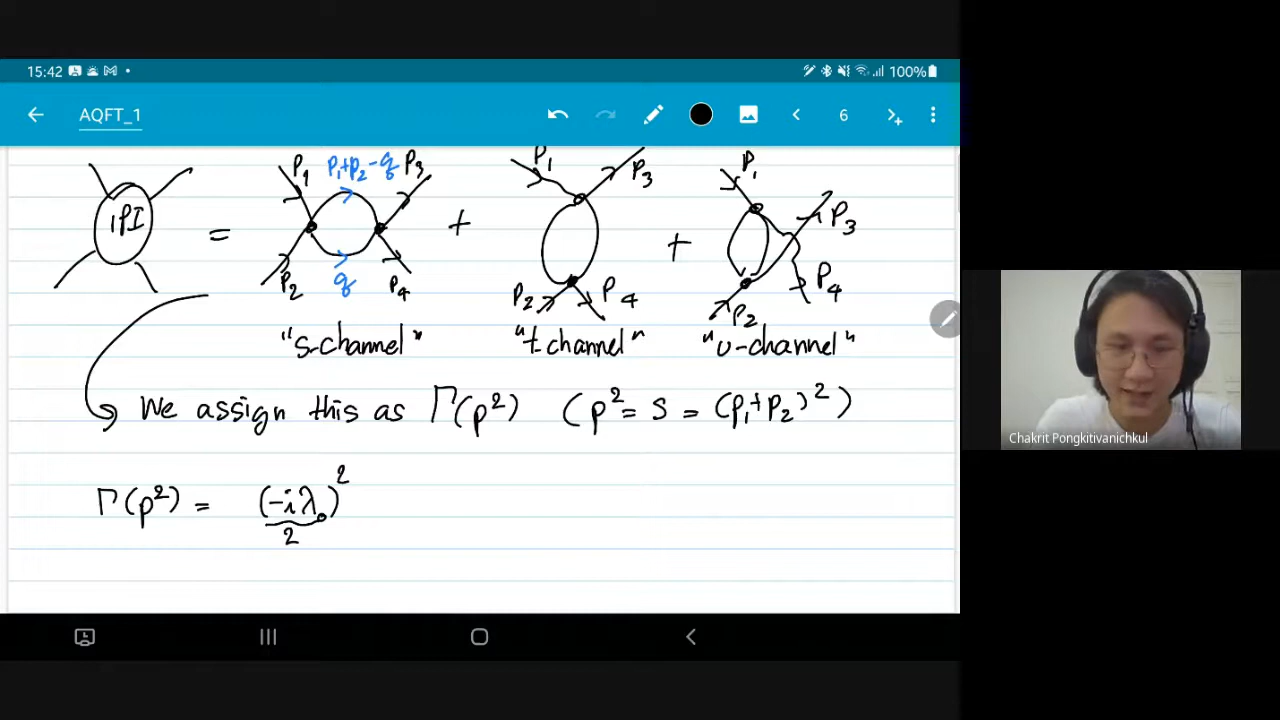 15:42 100%
AQFT_1 6
P₁ P₁+P₂-q P₃ P₁ P₃ P₁
1PI = + + P₃
P₂ q P₄ P₂ P₄ P₂ P₄
"s-channel" "t-channel" "u-channel"
We assign this as Γ(p²) (p² = s = (p₁+p₂)²)
Γ(p²) = (-iλ₀)²
2
Chakrit Pongkitivanichkul